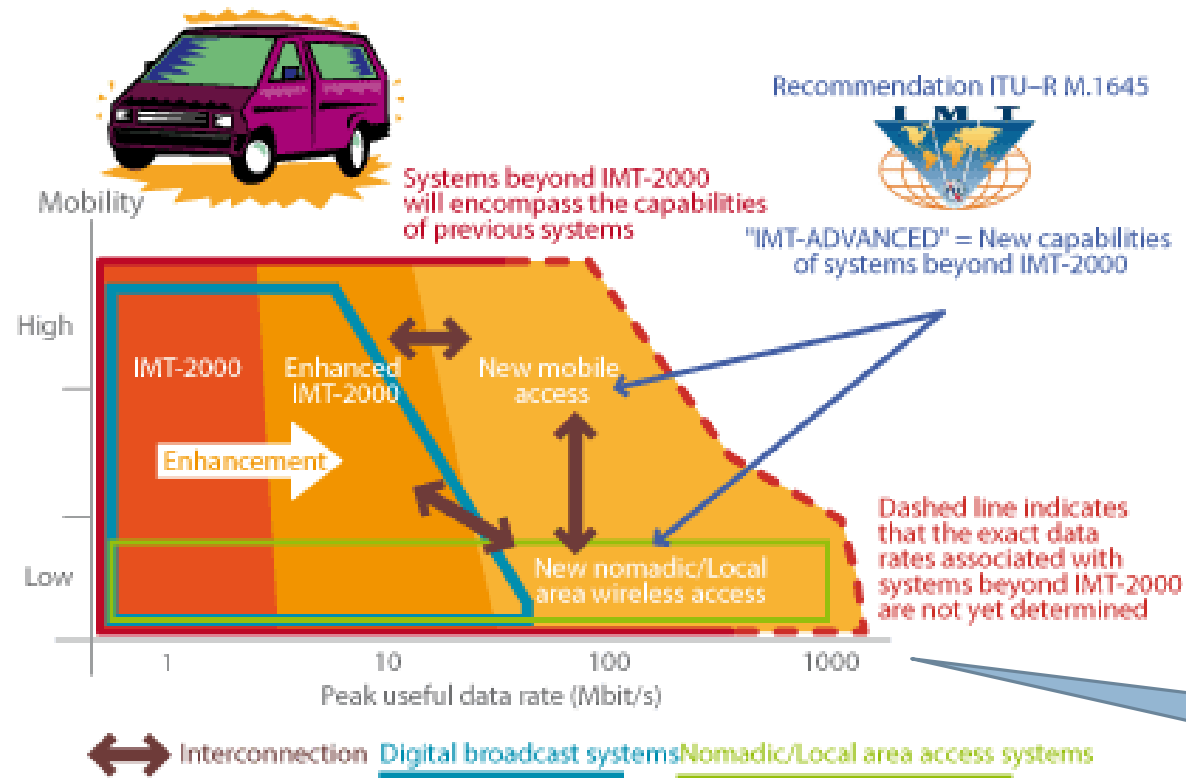 Recommendation ITU–R M.1645
I M T
Systems beyond IMT-2000
will encompass the capabilities
of previous systems
Mobility
"IMT-ADVANCED" = New capabilities
of systems beyond IMT-2000
High
IMT-2000
Enhanced
IMT-2000
New mobile
access
Enhancement
Dashed line indicates
that the exact data
rates associated with
systems beyond IMT-2000
are not yet determined
Low
New nomadic/Local
area wireless access
1 10 100 1000
Peak useful data rate (Mbit/s)
Interconnection Digital broadcast systems Nomadic/Local area access systems